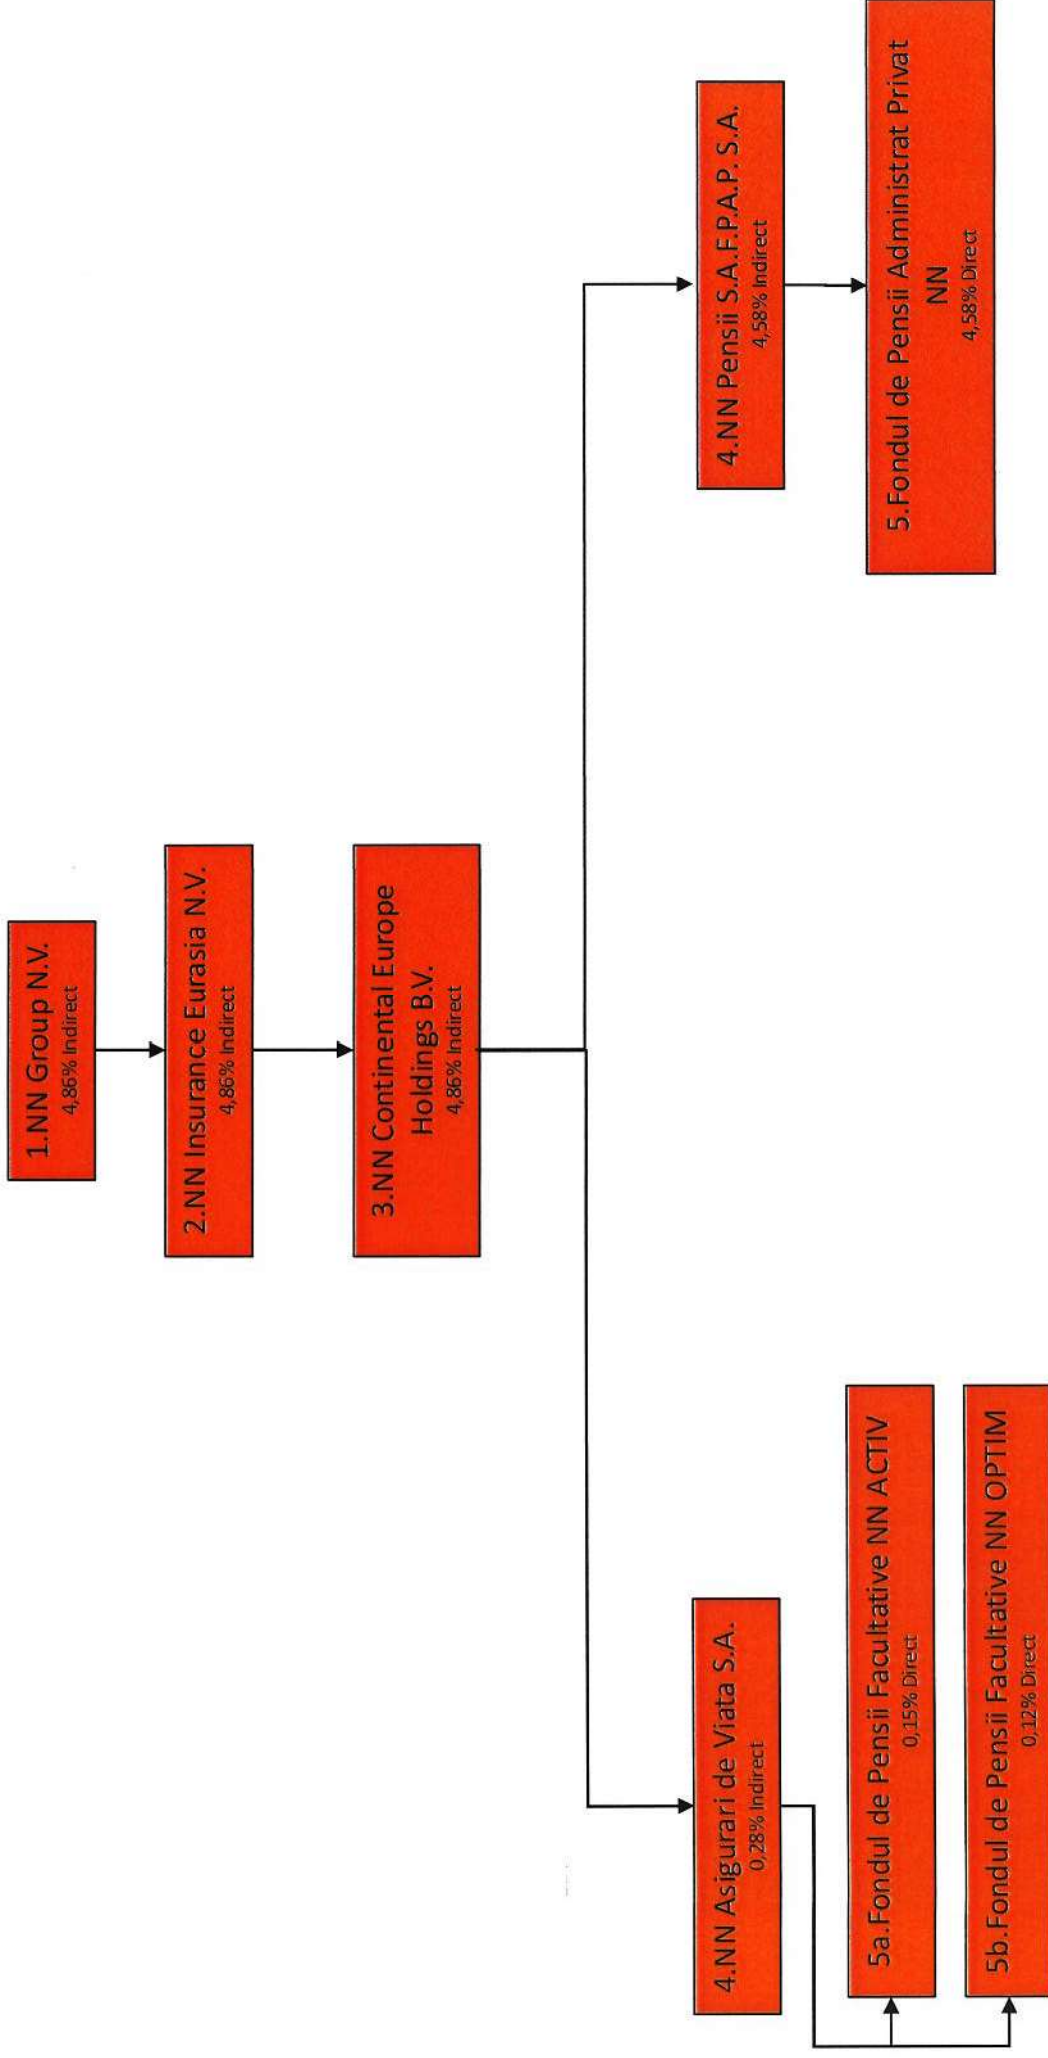 1.NN Group N.V.
4,86% Indirect
2.NN Insurance Eurasia N.V.
4,86% Indirect
3.NN Continental Europe
Holdings B.V.
4,86% Indirect
4.NN Asigurari de Viata S.A.
0,28% Indirect
5a.Fondul de Pensii Facultative NN ACTIV
0,15% Direct
5b.Fondul de Pensii Facultative NN OPTIM
0,12% Direct
4.NN Pensii S.A.F.P.A.P. S.A.
4,58% Indirect
5.Fondul de Pensii Administrat Privat
NN
4,58% Direct